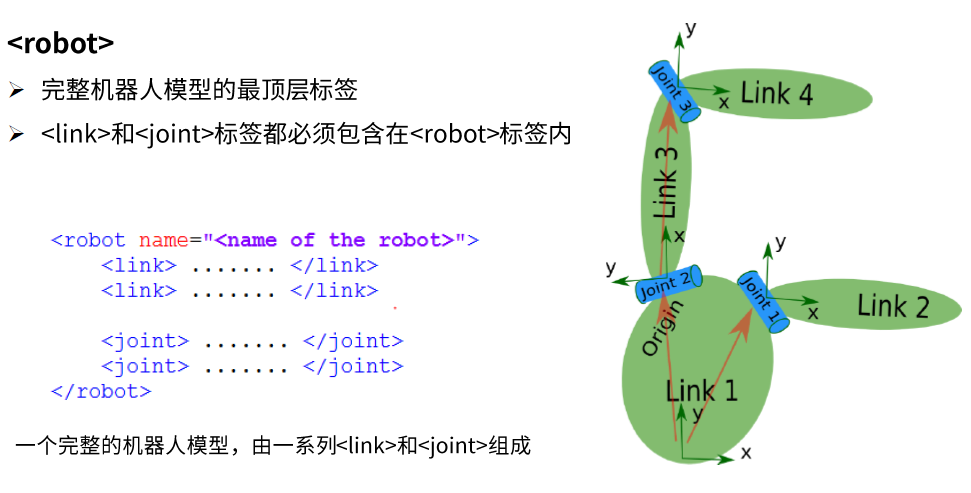 <robot>
➢ 完整机器人模型的最顶层标签
➢ <link>和<joint>标签都必须包含在<robot>标签内
<robot name="<name of the robot>">
<link> ....... </link>
<link> ....... </link>
<joint> ....... </joint>
<joint> ....... </joint>
</robot>
一个完整的机器人模型，由一系列<link>和<joint>组成
y
Joint 3
x
Link 4
Link 3
x
y
Joint 2
Origin
y
Joint 1
x
Link 2
Link 1
y
x